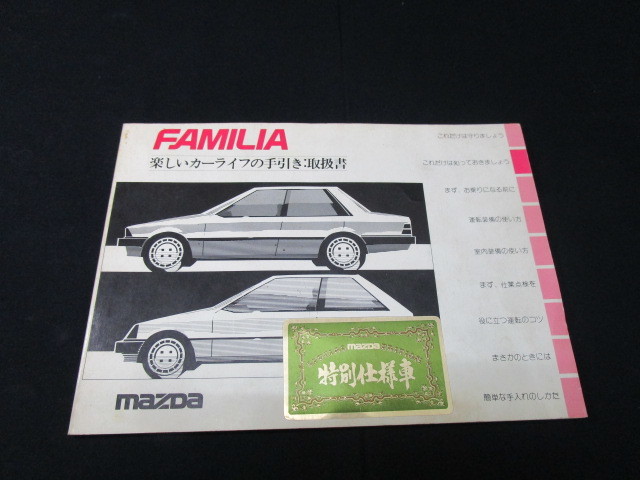 FAMILIA
楽しいカーライフの手引き:取扱書
これだけは守りましょう
これだけは知っておきましょう
まず、お乗りになる前に
運転装備の使い方
室内装備の使い方
まず、仕業点検を
役に立つ運転のコツ
まさかのときには
簡単な手入れのしかた
mazda
特別仕様車
mazda